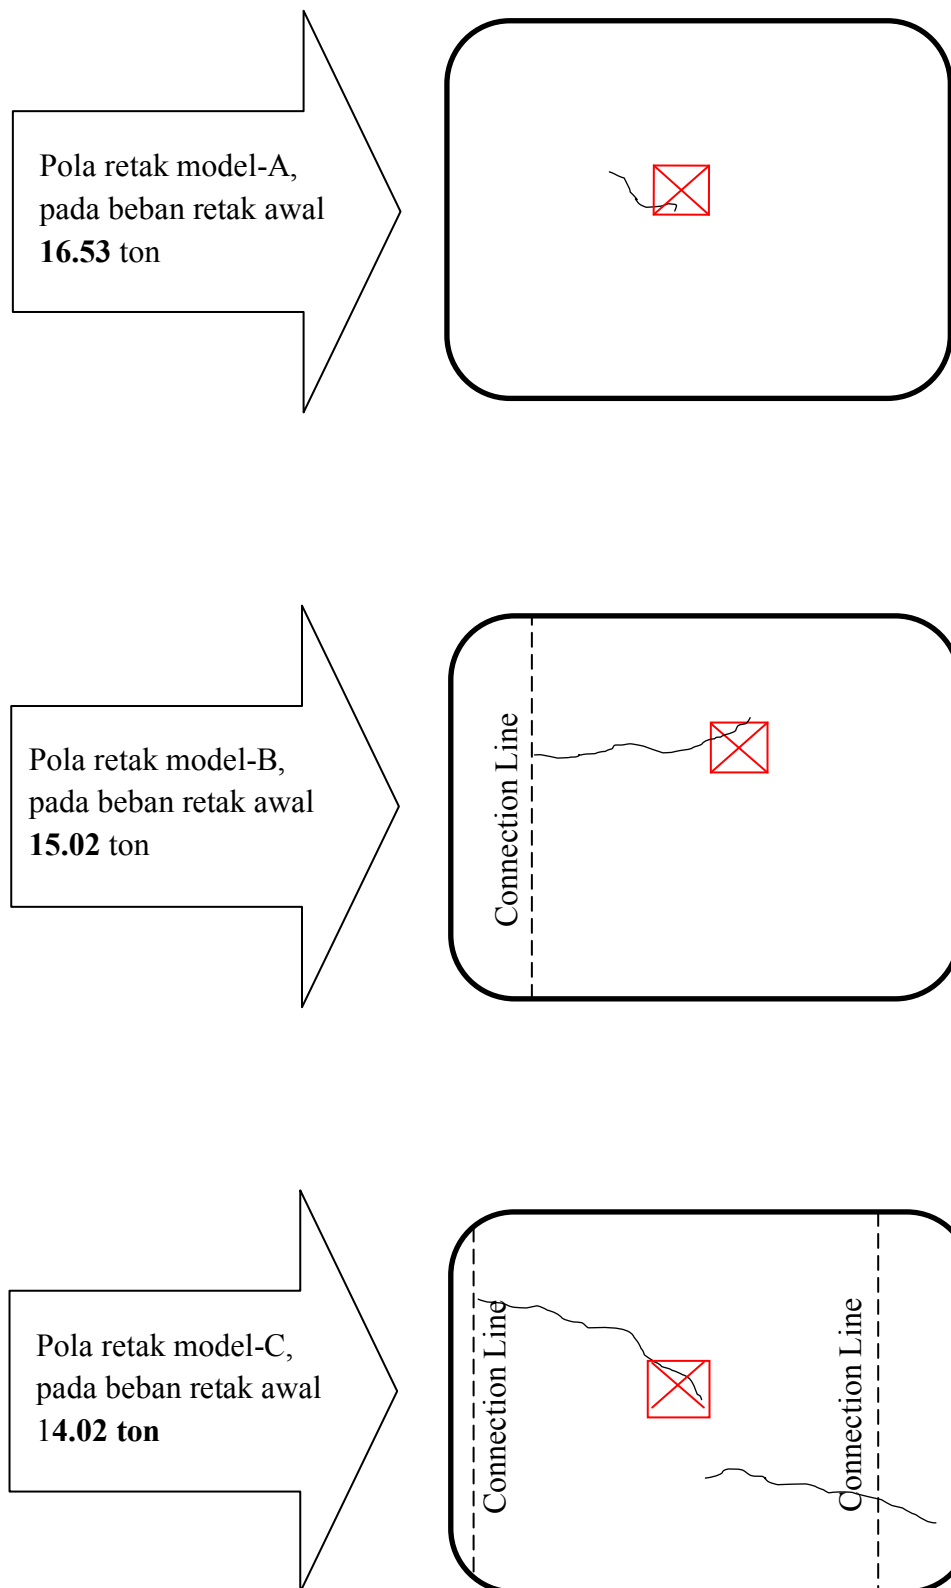 Pola retak model-A,
pada beban retak awal
16.53 ton
Connection Line
Pola retak model-B,
pada beban retak awal
15.02 ton
Connection Line
Connection Line
Pola retak model-C,
pada beban retak awal
14.02 ton